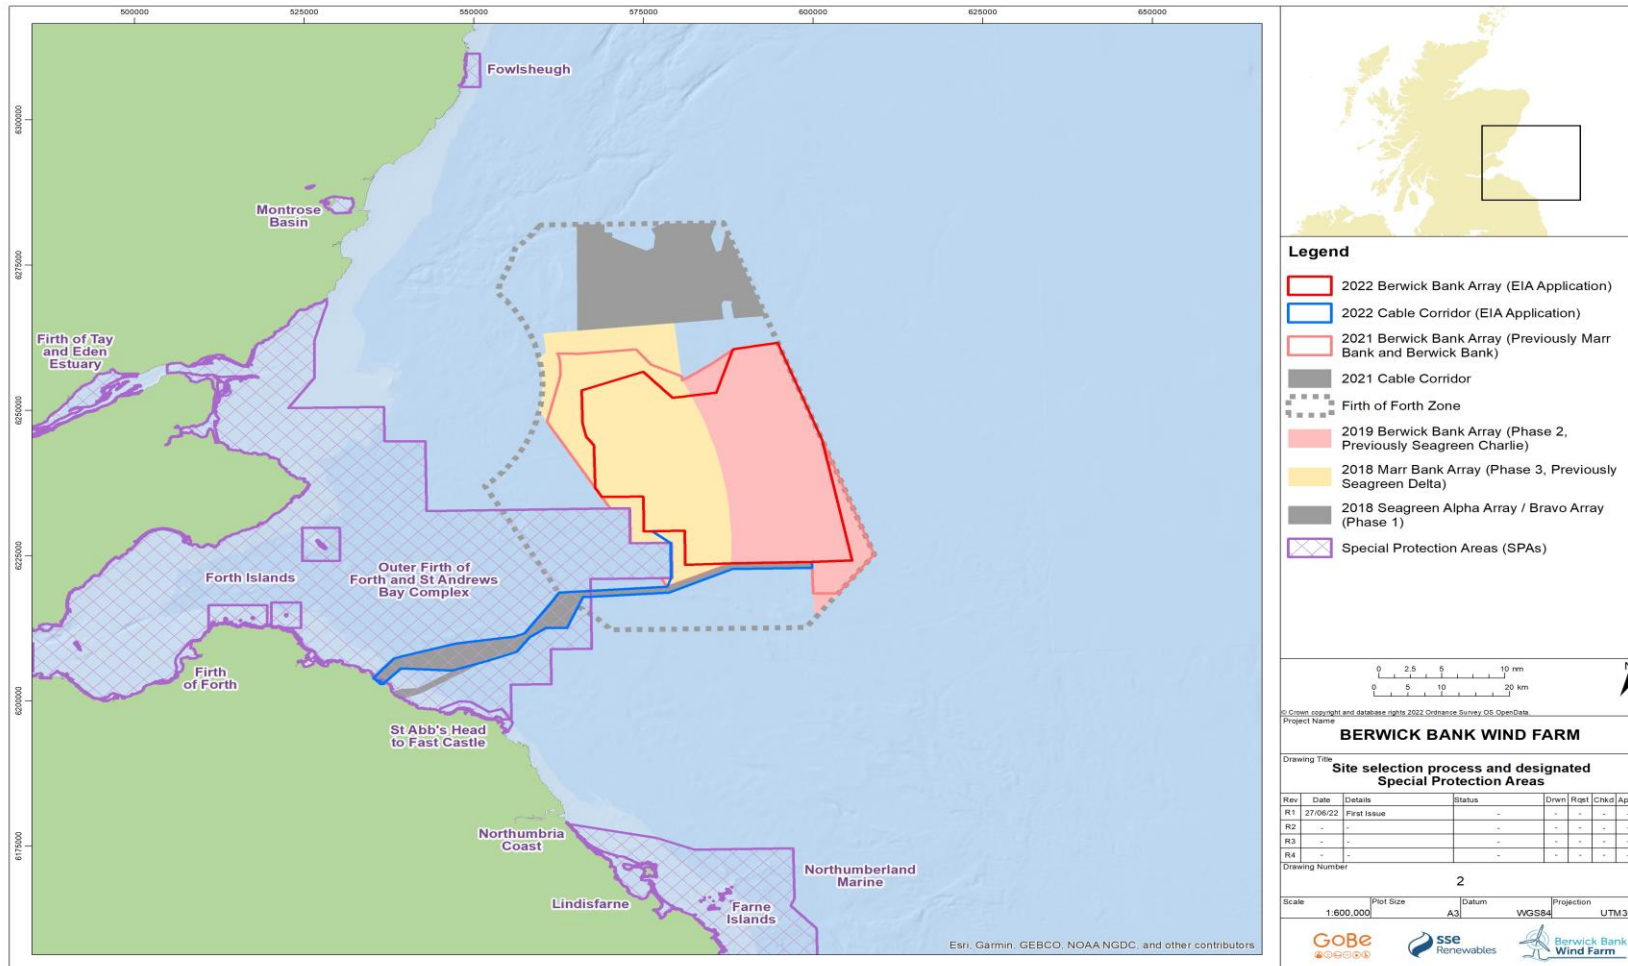 500000
525000
550000
575000
600000
625000
650000
6300000
6275000
6250000
6225000
6200000
6175000
Fowlsheugh
Montrose
Basin
Firth of Tay
and Eden
Estuary
Forth Islands
Outer Firth of
Forth and St Andrews
Bay Complex
Firth
of Forth
St Abb's Head
to Fast Castle
Northumbria
Coast
Northumberland
Marine
Lindisfarne
Farne
Islands
Esri, Garmin, GEBCO, NOAA NGDC, and other contributors
Legend
2022 Berwick Bank Array (EIA Application)
2022 Cable Corridor (EIA Application)
2021 Berwick Bank Array (Previously Marr
Bank and Berwick Bank)
2021 Cable Corridor
Firth of Forth Zone
2019 Berwick Bank Array (Phase 2,
Previously Seagreen Charlie)
2018 Marr Bank Array (Phase 3, Previously
Seagreen Delta)
2018 Seagreen Alpha Array / Bravo Array
(Phase 1)
Special Protection Areas (SPAs)
0 2.5 5 10 nm
0 5 10 20 km
N
© Crown copyright and database rights 2022 Ordnance Survey OS OpenData.
Project Name
BERWICK BANK WIND FARM
Drawing Title
Site selection process and designated
Special Protection Areas
Rev Date Details Status Drwn Rqst Chkd Ap
R1 27/06/22 First Issue - - - - -
R2 - - - - - - -
R3 - - - - - - -
R4 - - - - - - -
Drawing Number
2
Scale Plot Size Datum Projection
1:600,000 A3 WGS84 UTM3
GoBe
sse
Renewables
Berwick Bank
Wind Farm